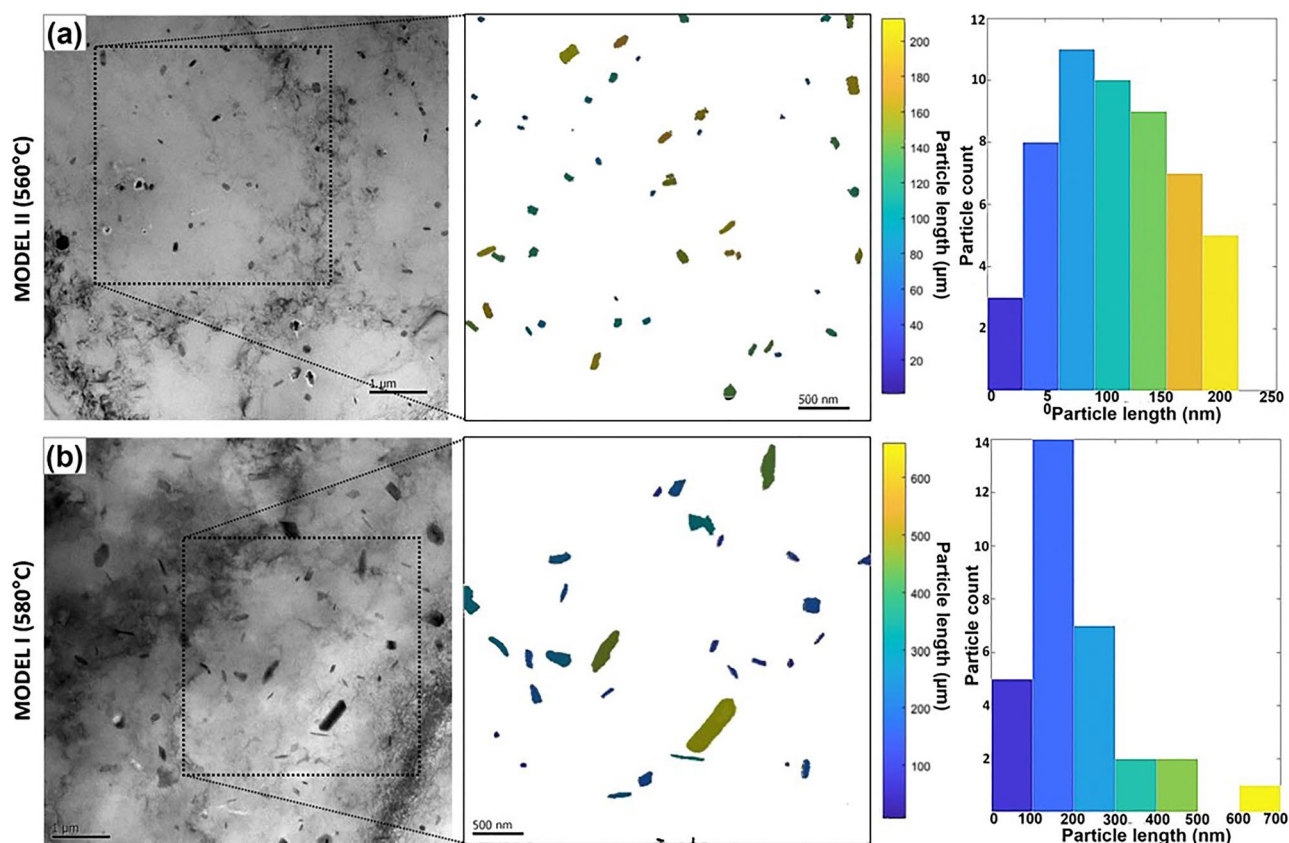 (a)
MODEL II (560°C)
1 µm
500 nm
200
180
160
140
120
100
80
60
40
20
Particle length (µm)
12
10
8
6
4
2
Particle count
0
5
0
100
150
200
250
Particle length (nm)
(b)
MODEL I (580°C)
1 µm
500 nm
600
500
400
300
200
100
Particle length (µm)
14
12
10
8
6
4
2
Particle count
0 100 200 300 400 500 600 700
Particle length (nm)